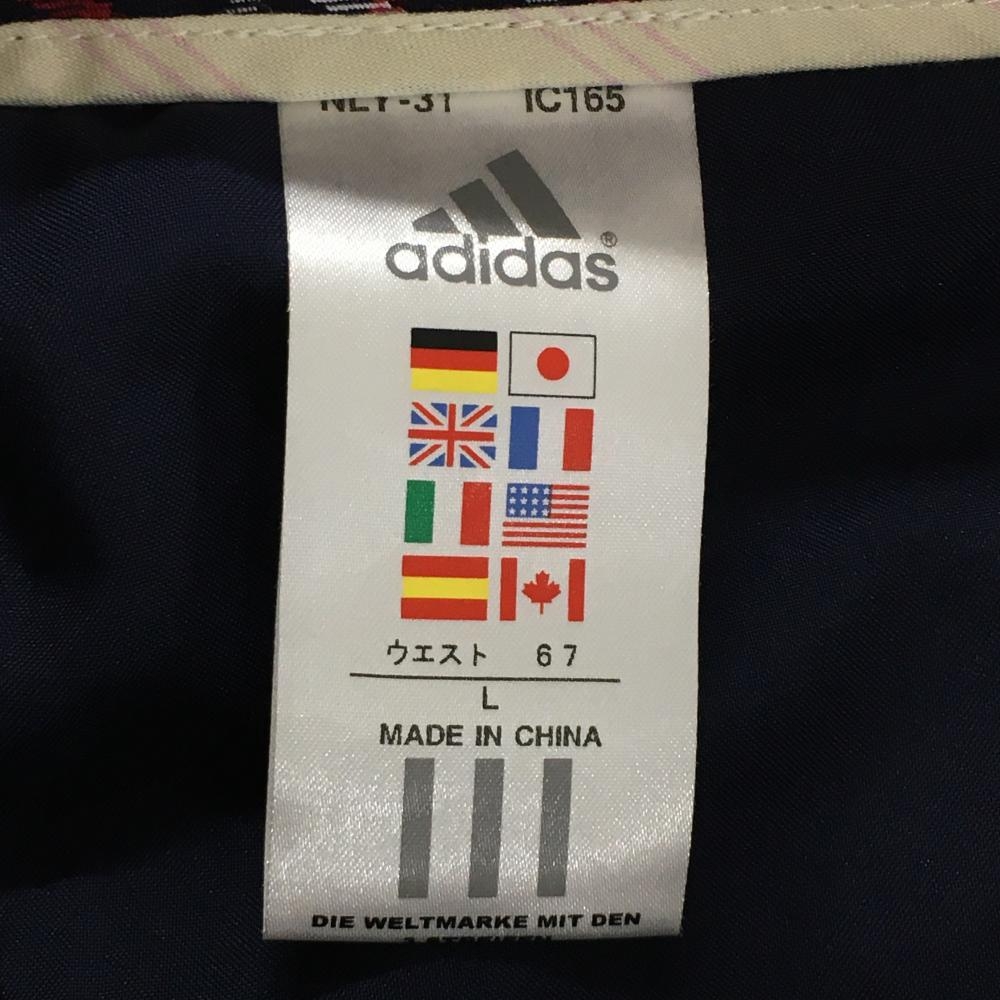 NLY-31 IC165
adidas®
ウエスト 67
L
MADE IN CHINA
DIE WELTMARKE MIT DEN